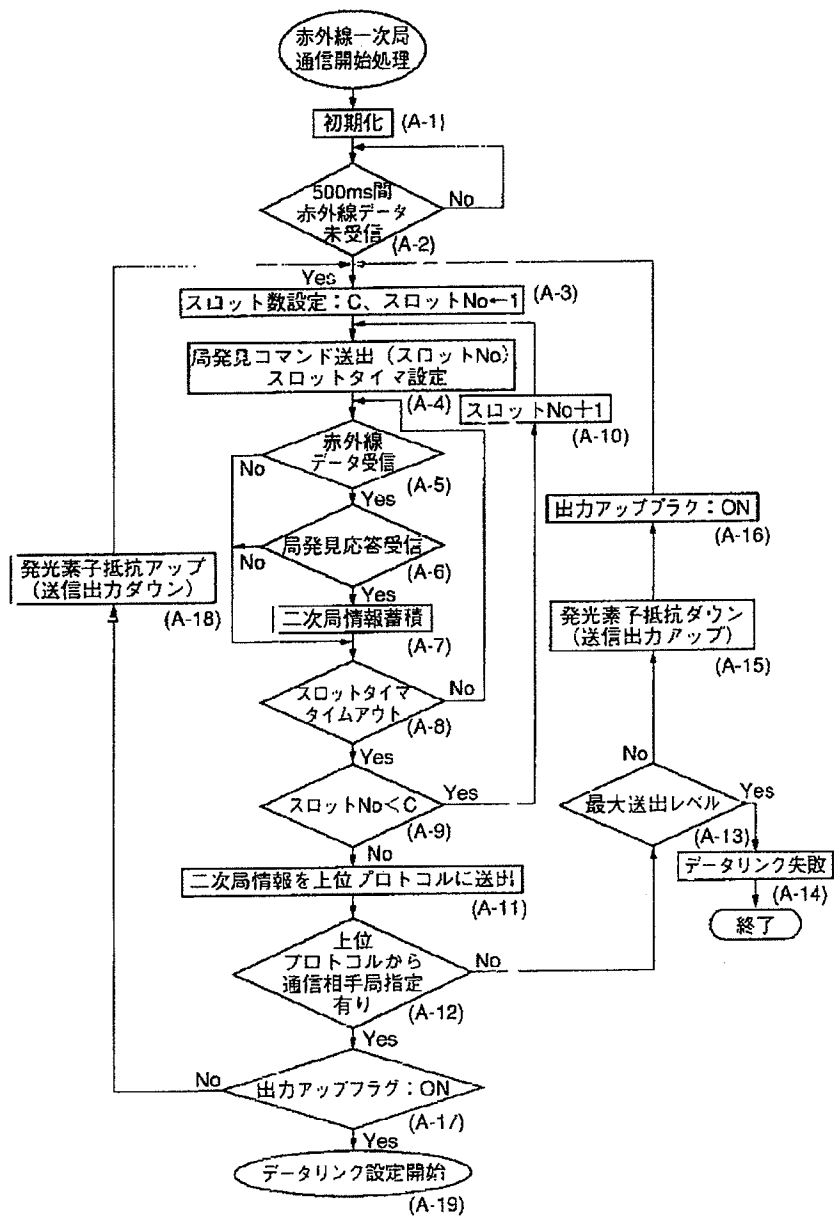 赤外線一次局
通信開始処理
初期化
(A-1)
500ms間
赤外線データ
未受信
No
(A-2)
Yes
スロット数設定：C、スロットNo←1
(A-3)
局発見コマンド送出（スロットNo）
スロットタイマ設定
(A-4)
スロットNo＋1
(A-10)
赤外線
データ受信
No
(A-5)
Yes
出力アップフラグ：ON
(A-16)
局発見応答受信
No
(A-6)
Yes
発光素子抵抗アップ
（送信出力ダウン）
(A-18)
二次局情報蓄積
(A-7)
発光素子抵抗ダウン
（送信出力アップ）
(A-15)
スロットタイマ
タイムアウト
No
(A-8)
Yes
スロットNo＜C
Yes
(A-9)
No
最大送出レベル
No
Yes
(A-13)
データリンク失敗
(A-14)
終了
二次局情報を上位プロトコルに送出
(A-11)
上位
プロトコルから
通信相手局指定
有り
No
(A-12)
Yes
出力アップフラグ：ON
No
(A-17)
Yes
データリンク設定開始
(A-19)